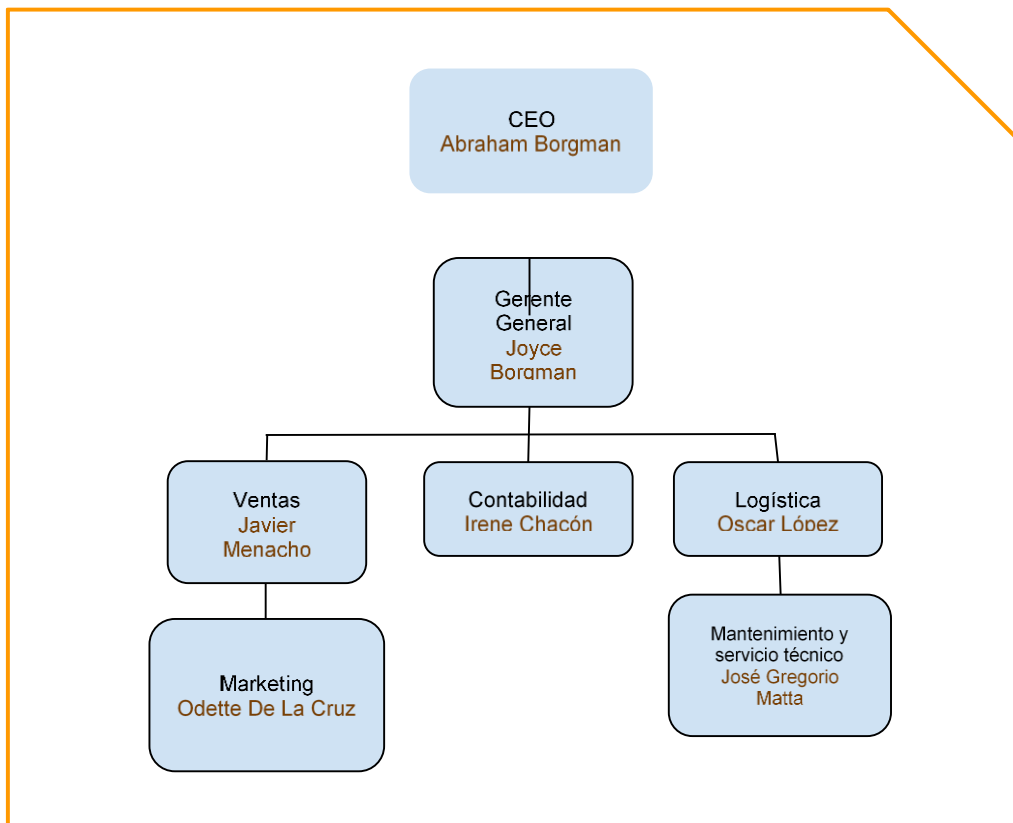 CEO
Abraham Borgman
Gerente
General
Joyce
Borgman
Ventas
Javier
Menacho
Contabilidad
Irene Chacón
Logística
Oscar López
Marketing
Odette De La Cruz
Mantenimiento y
servicio técnico
José Gregorio
Matta